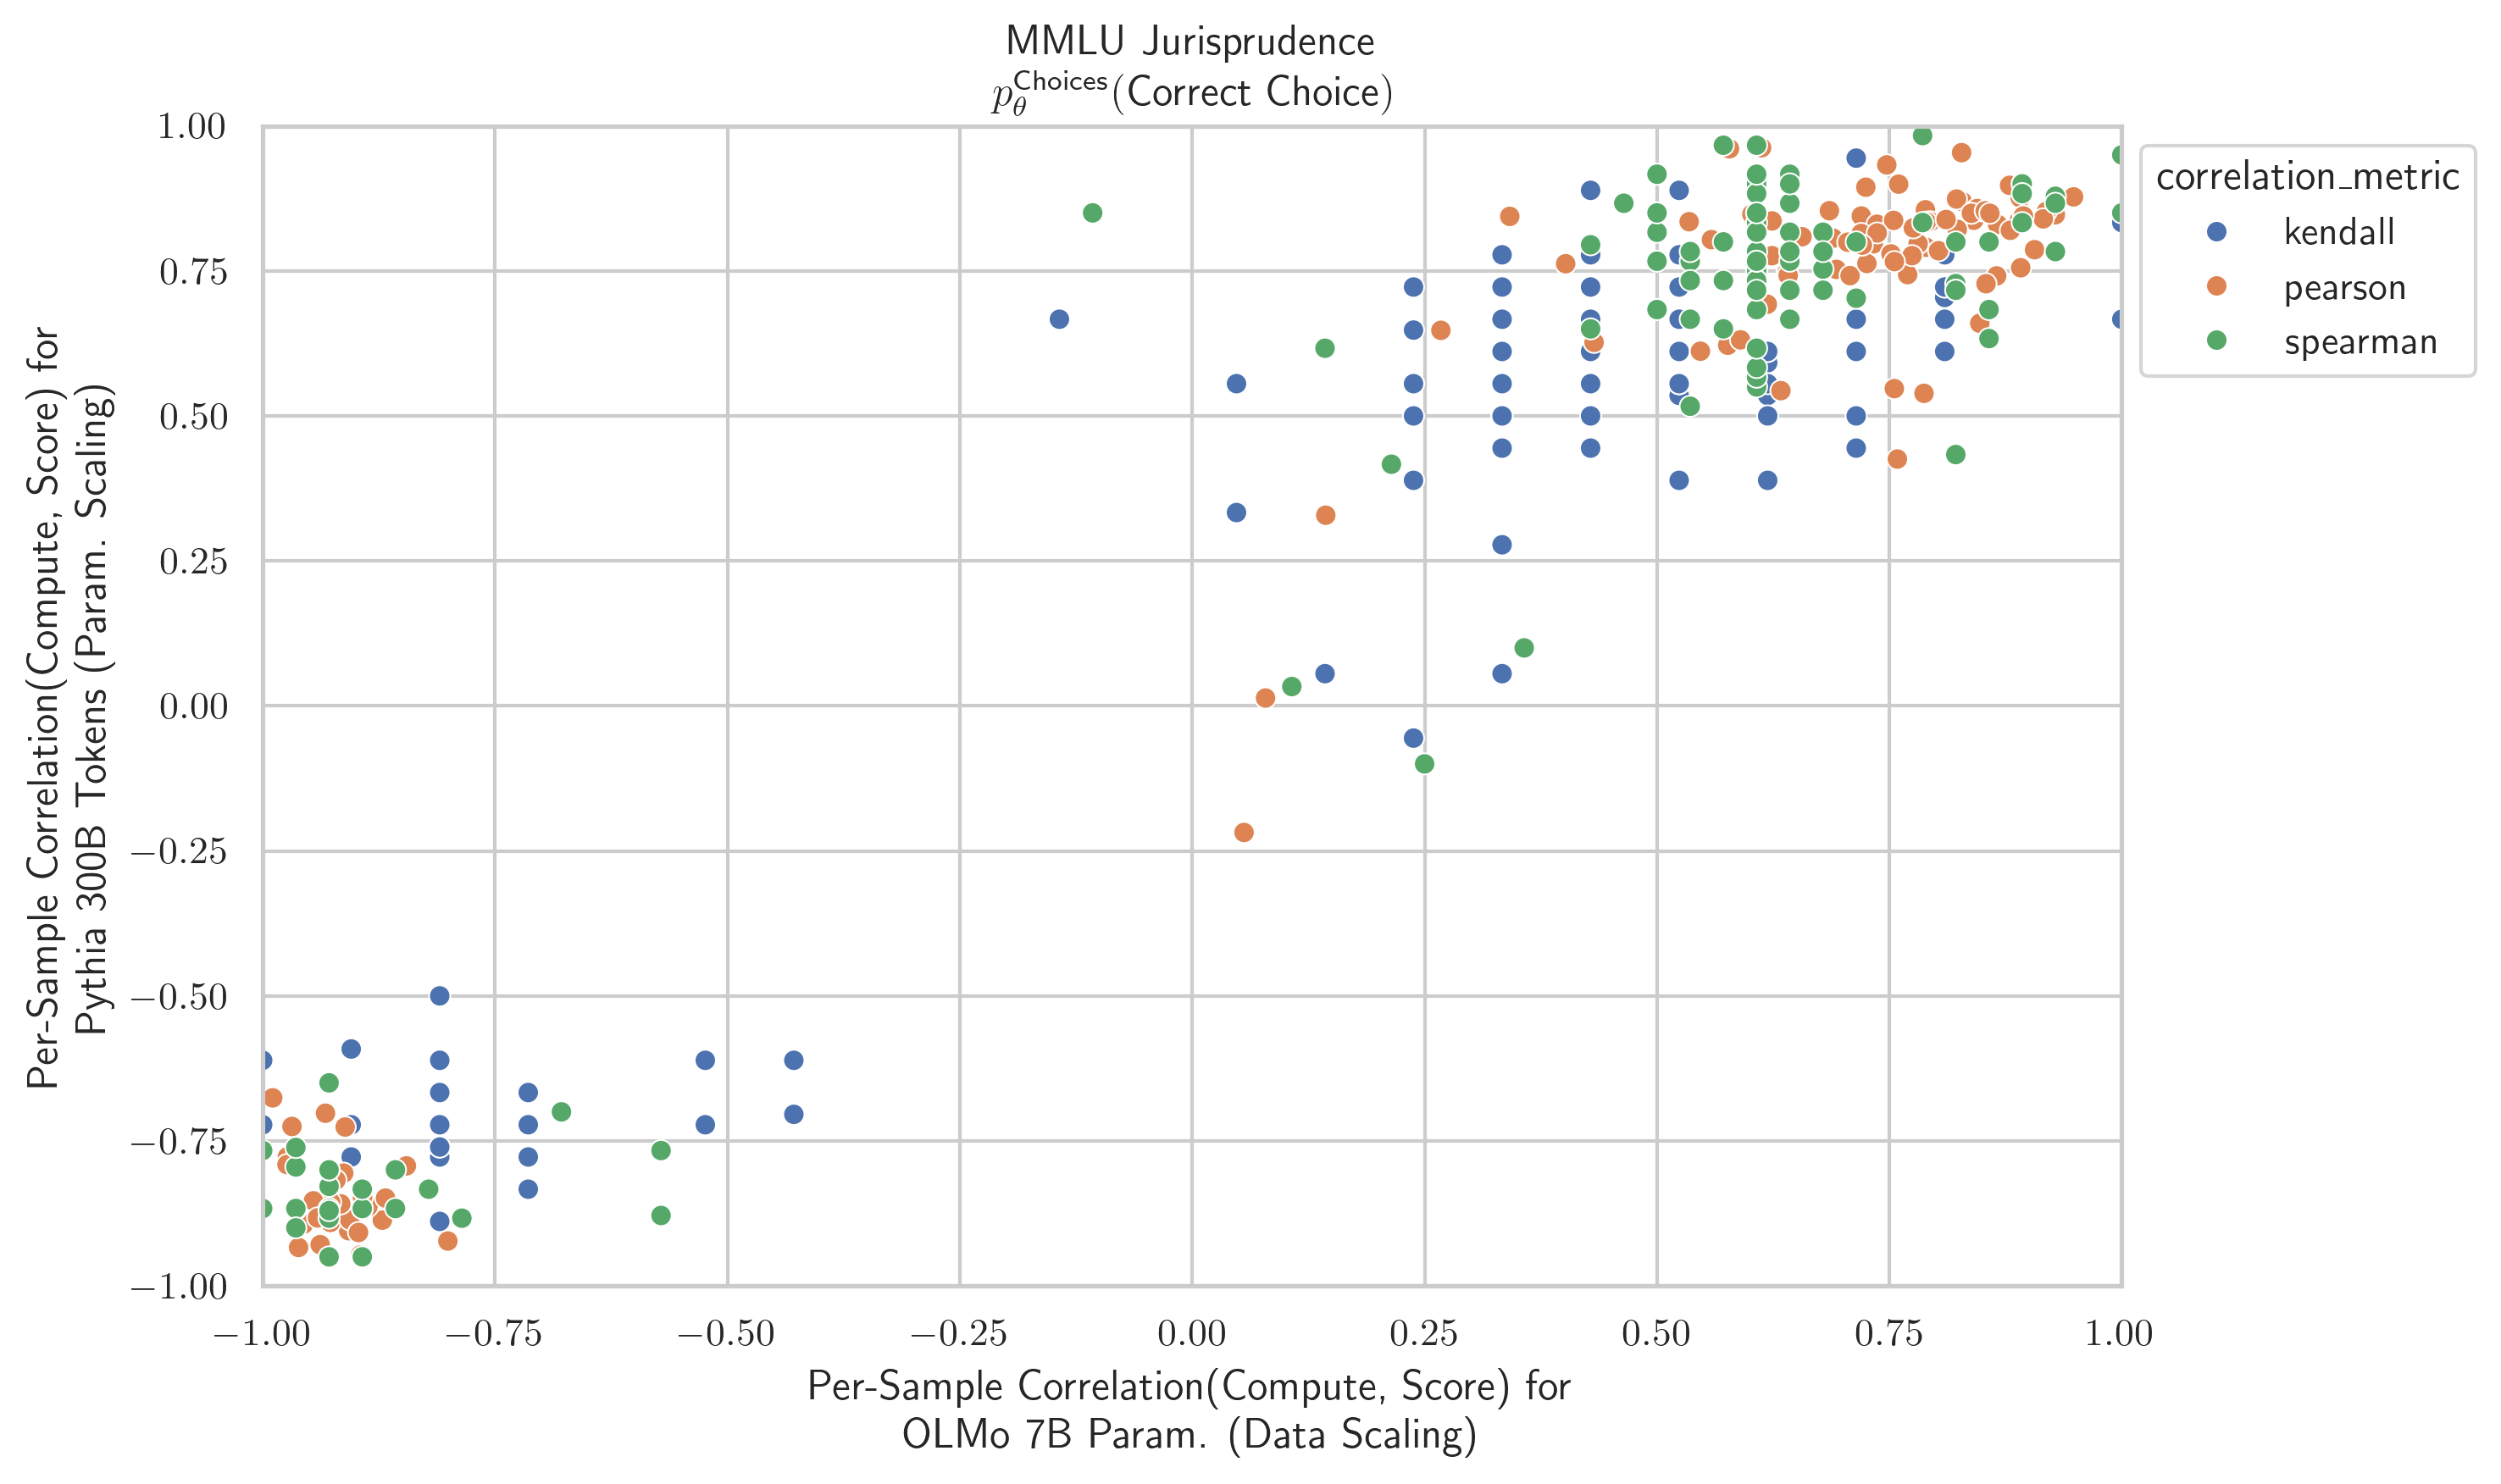 MMLU Jurisprudence
p_θ^Choices(Correct Choice)
1.00
0.75
0.50
0.25
0.00
−0.25
−0.50
−0.75
−1.00
Per-Sample Correlation(Compute, Score) for
Pythia 300B Tokens (Param. Scaling)
correlation_metric
kendall
pearson
spearman
−1.00 −0.75 −0.50 −0.25 0.00 0.25 0.50 0.75 1.00
Per-Sample Correlation(Compute, Score) for
OLMo 7B Param. (Data Scaling)